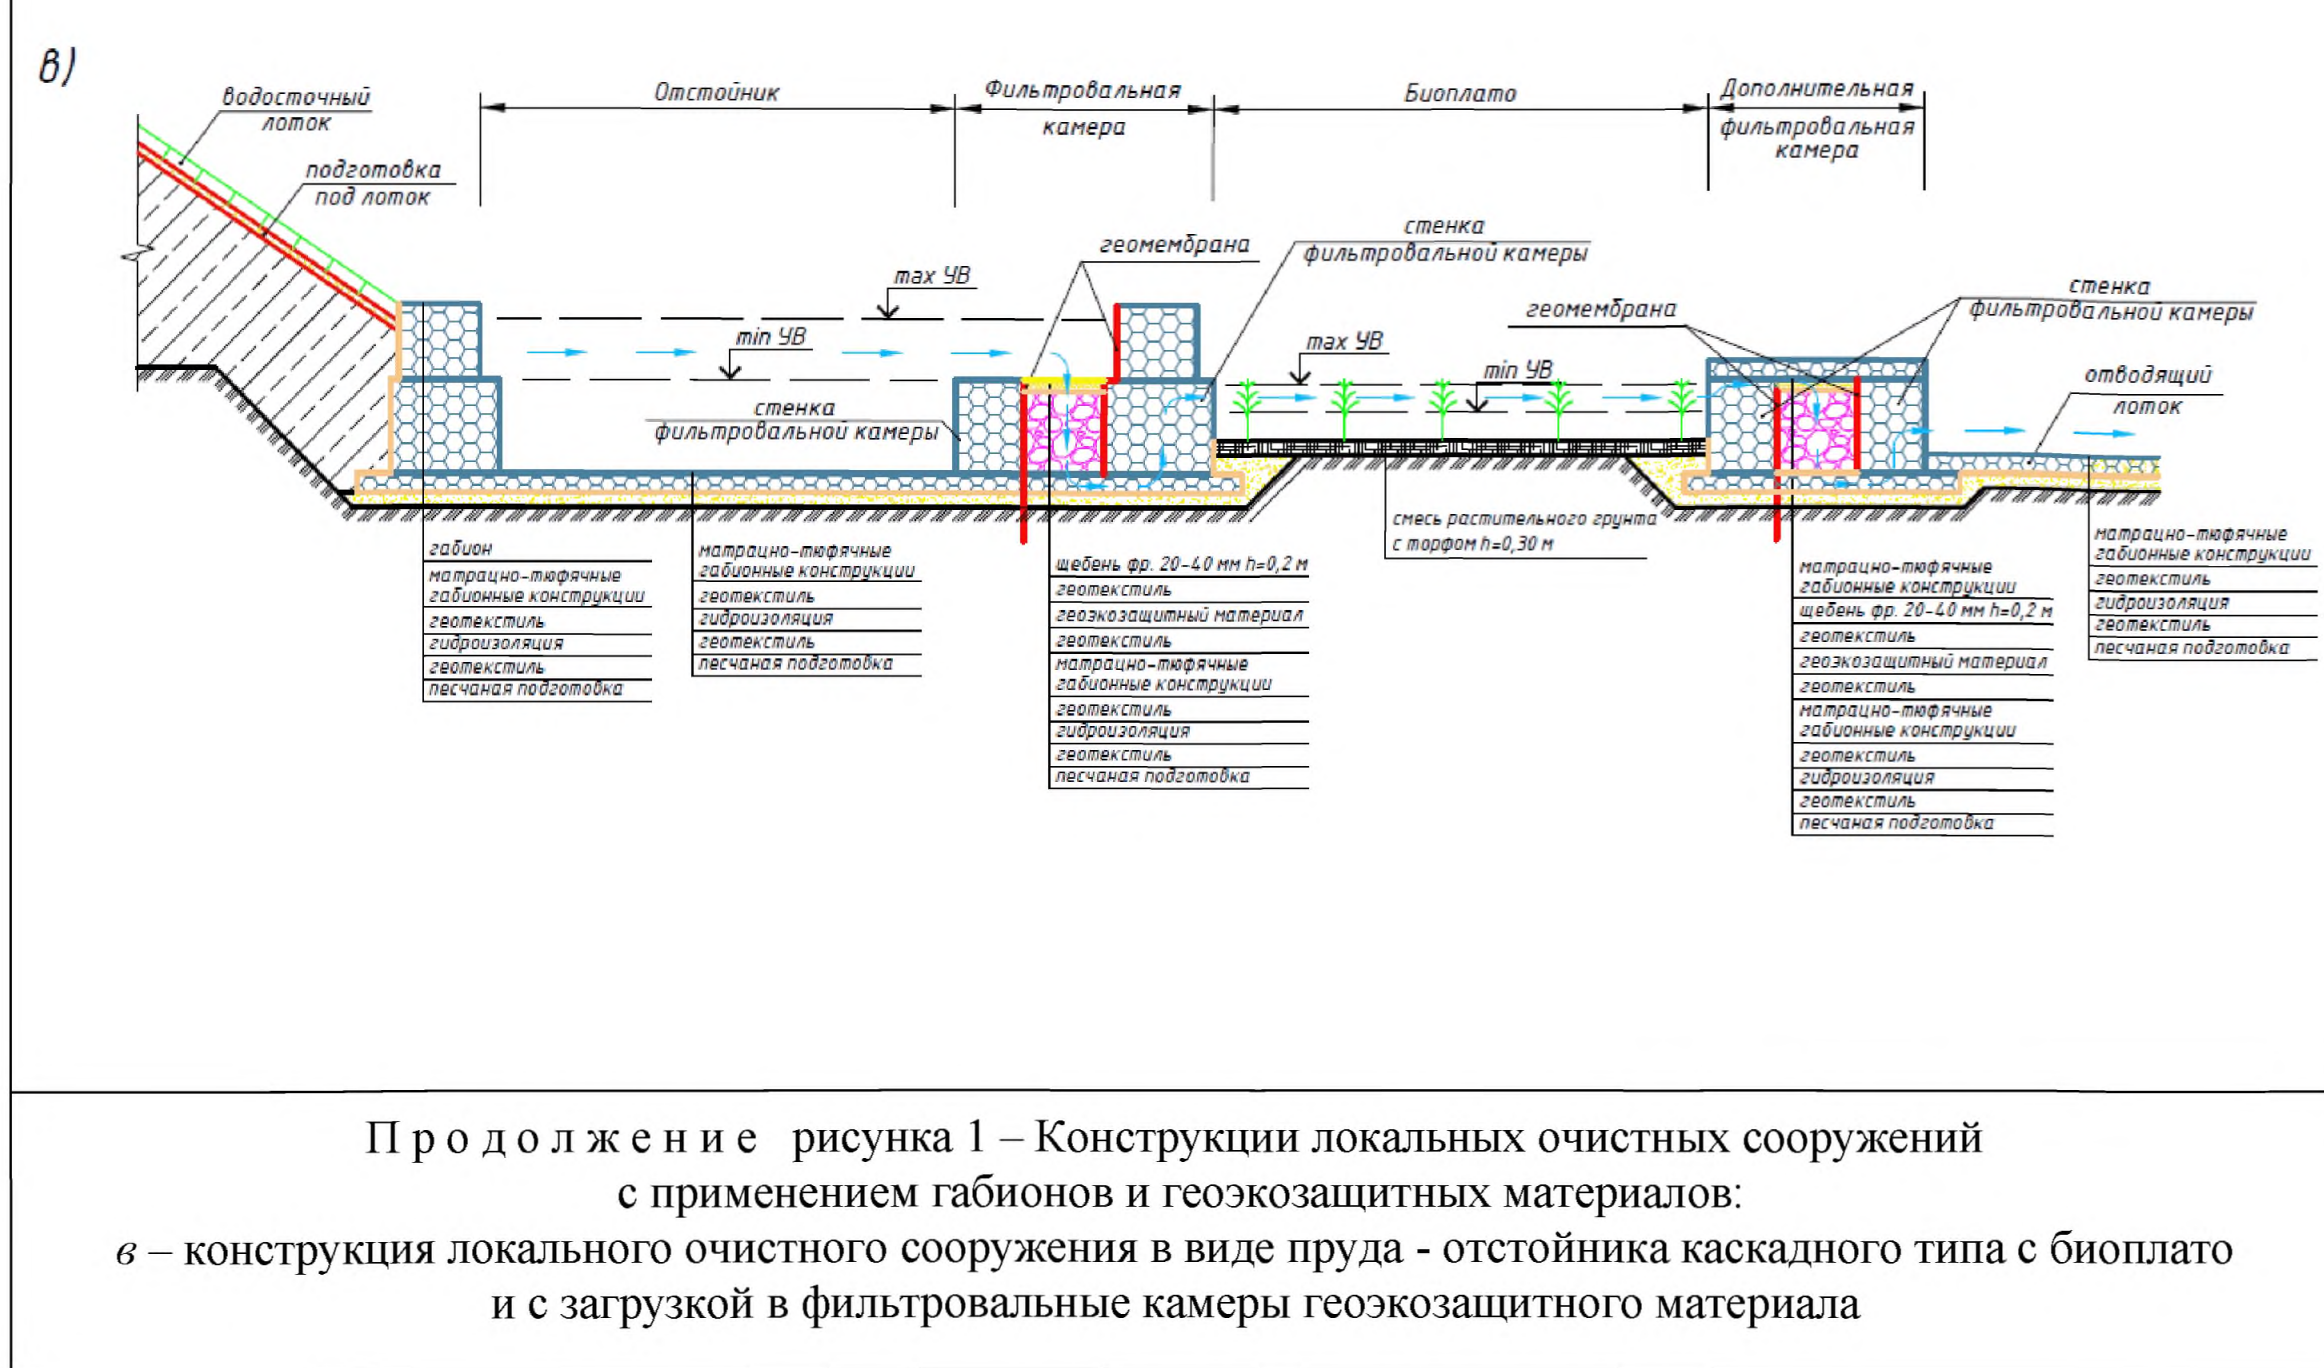 в)
водосточный
лоток
подготовка
под лоток
Отстойник
Фильтровальная
камера
Биоплато
Дополнительная
фильтровальная
камера
max УВ
min УВ
геомембрана
стенка
фильтровальной камеры
стенка
фильтровальной камеры
max УВ
min УВ
геомембрана
стенка
фильтровальной камеры
отводящий
лоток
габион
матрацно-тюфячные
габионные конструкции
геотекстиль
гидроизоляция
геотекстиль
песчаная подготовка
матрацно-тюфячные
габионные конструкции
геотекстиль
гидроизоляция
геотекстиль
песчаная подготовка
щебень фр. 20-40 мм h=0,2 м
геотекстиль
геоэкозащитный материал
геотекстиль
матрацно-тюфячные
габионные конструкции
геотекстиль
гидроизоляция
геотекстиль
песчаная подготовка
смесь растительного грунта
с торфом h=0,30 м
матрацно-тюфячные
габионные конструкции
щебень фр. 20-40 мм h=0,2 м
геотекстиль
геоэкозащитный материал
геотекстиль
матрацно-тюфячные
габионные конструкции
геотекстиль
гидроизоляция
геотекстиль
песчаная подготовка
матрацно-тюфячные
габионные конструкции
геотекстиль
гидроизоляция
геотекстиль
песчаная подготовка
Продолжение рисунка 1 – Конструкции локальных очистных сооружений
с применением габионов и геоэкозащитных материалов:
в – конструкция локального очистного сооружения в виде пруда - отстойника каскадного типа с биоплато
и с загрузкой в фильтровальные камеры геоэкозащитного материала